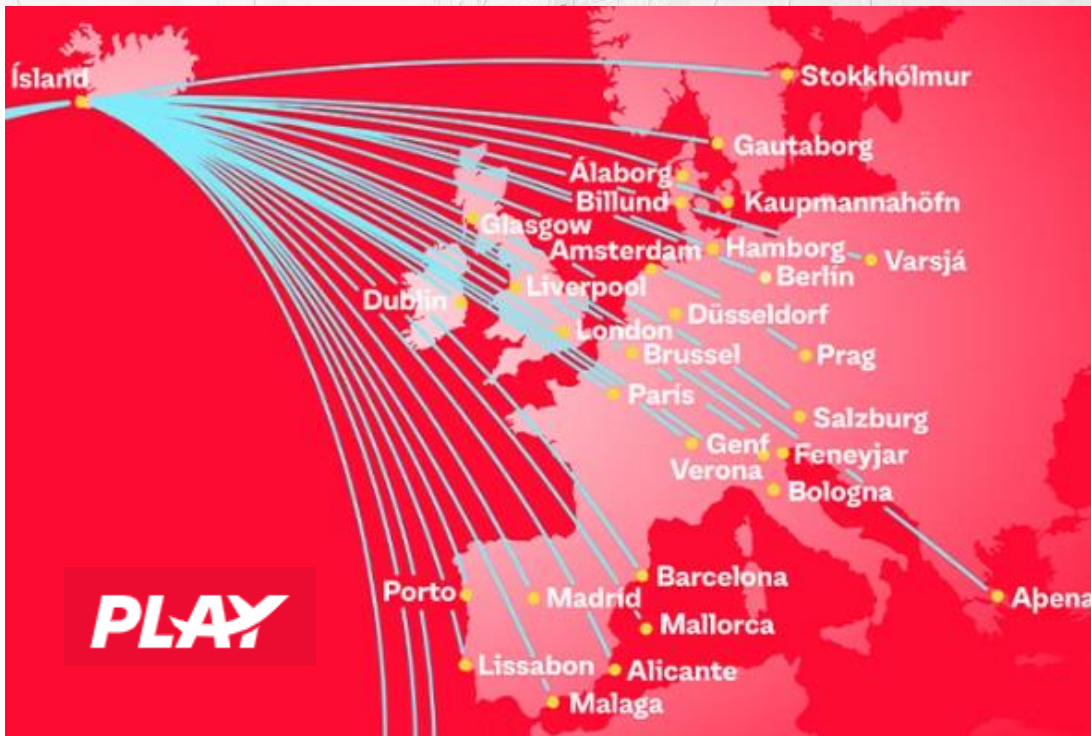 Ísland
Stokkhólmur
Gautaborg
Álaborg
Billund
Kaupmannahöfn
Glasgow
Amsterdam
Hamborg
Varsjá
Berlín
Dublin
Liverpool
Düsseldorf
London
Brussel
Prag
París
Salzburg
Genf
Verona
Feneyjar
Bologna
Barcelona
Porto
Madríd
Aþena
Mallorca
PLAY
Lissabon
Alicante
Malaga